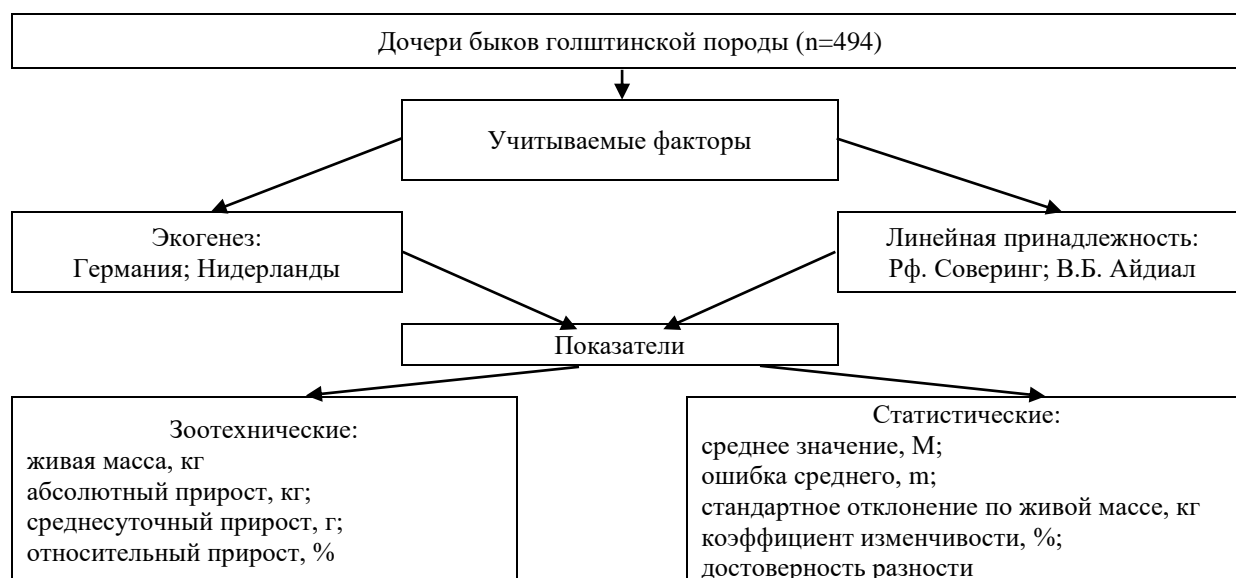 Дочери быков голштинской породы (n=494)
Учитываемые факторы
Экогенез:
Германия; Нидерланды
Линейная принадлежность:
Рф. Соверинг; В.Б. Айдиал
Показатели
Зоотехнические:
живая масса, кг
абсолютный прирост, кг;
среднесуточный прирост, г;
относительный прирост, %
Статистические:
среднее значение, М;
ошибка среднего, m;
стандартное отклонение по живой массе, кг
коэффициент изменчивости, %;
достоверность разности